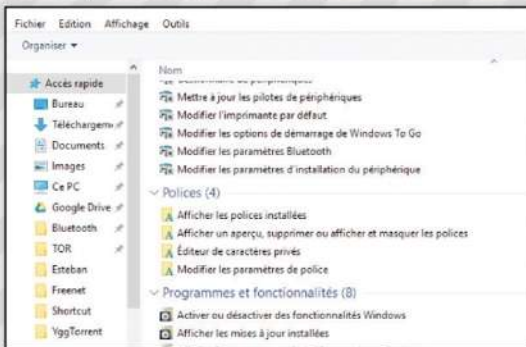 Fichier Edition Affichage Outils
Organiser
Accès rapide
Bureau
Téléchargeme
Documents
Images
Ce PC
Google Drive
Bluetooth
TOR
Esteban
Freenet
Shortcut
YggTorrent
Nom
Mettre à jour les pilotes de périphériques
Modifier l'imprimante par défaut
Modifier les options de démarrage de Windows To Go
Modifier les paramètres Bluetooth
Modifier les paramètres d'installation du périphérique
Polices (4)
Afficher les polices installées
Afficher un aperçu, supprimer ou afficher et masquer les polices
Éditeur de caractères privés
Modifier les paramètres de police
Programmes et fonctionnalités (8)
Activer ou désactiver des fonctionnalités Windows
Afficher les mises à jour installées